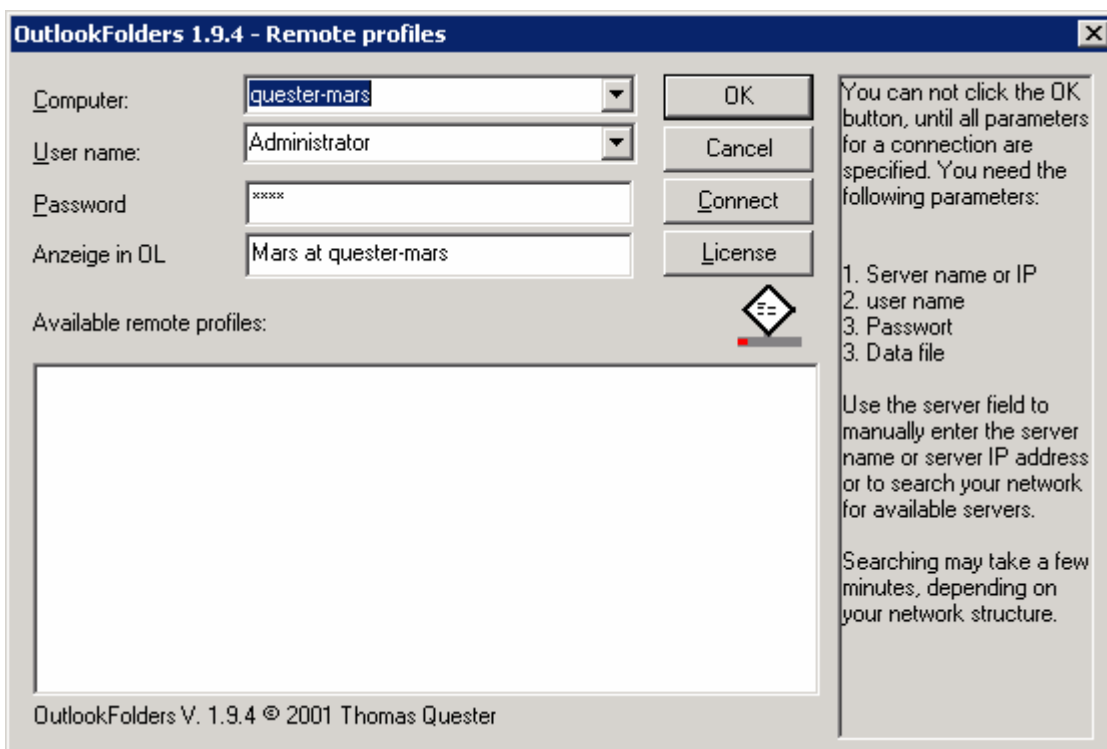 OutlookFolders 1.9.4 - Remote profiles
Computer:
quester-mars
OK
User name:
Administrator
Cancel
Password
****
Connect
Anzeige in OL
Mars at quester-mars
License
Available remote profiles:
You can not click the OK
button, until all parameters
for a connection are
specified. You need the
following parameters:
1. Server name or IP
2. user name
3. Passwort
3. Data file
Use the server field to
manually enter the server
name or server IP address
or to search your network
for available servers.
Searching may take a few
minutes, depending on
your network structure.
OutlookFolders V. 1.9.4 © 2001 Thomas Quester